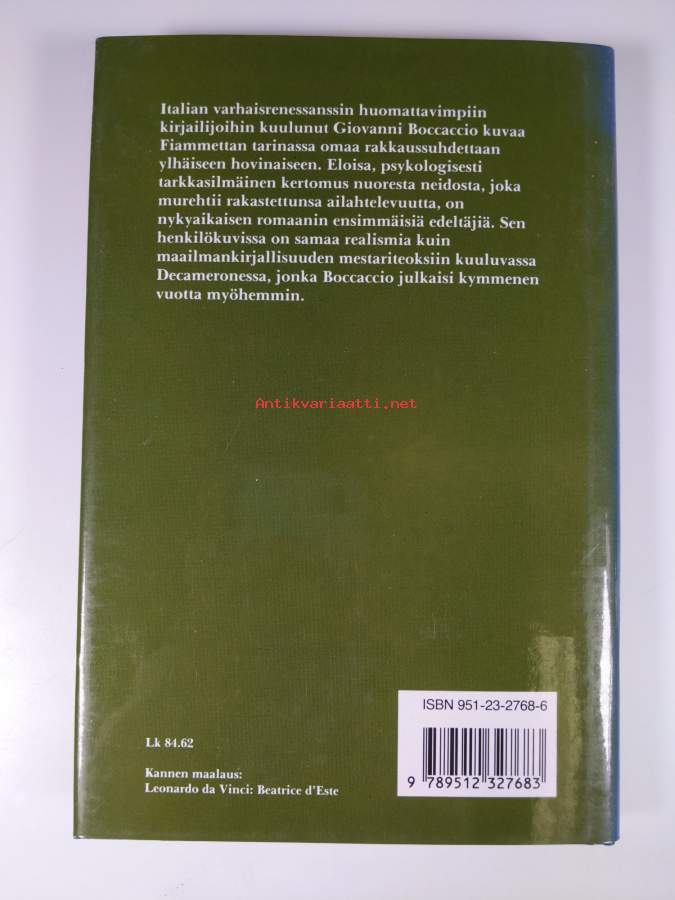 Italian varhaisrenessanssin huomattavimpiin
kirjailijoihin kuulunut Giovanni Boccaccio kuvaa
Fiammettan tarinassa omaa rakkaussuhdettaan
ylhäiseen hovinaiseen. Eloisa, psykologisesti
tarkkasilmäinen kertomus nuoresta neidosta, joka
murehtii rakastettunsa ailahtelevuutta, on
nykyaikaisen romaanin ensimmäisiä edeltäjiä. Sen
henkilökuvissa on samaa realismia kuin
maailmankirjallisuuden mestariteoksiin kuuluvassa
Decameronessa, jonka Boccaccio julkaisi kymmenen
vuotta myöhemmin.
Antikvariaatti.net
ISBN 951-23-2768-6
9 789512 327683
Lk 84.62
Kannen maalaus:
Leonardo da Vinci: Beatrice d'Este